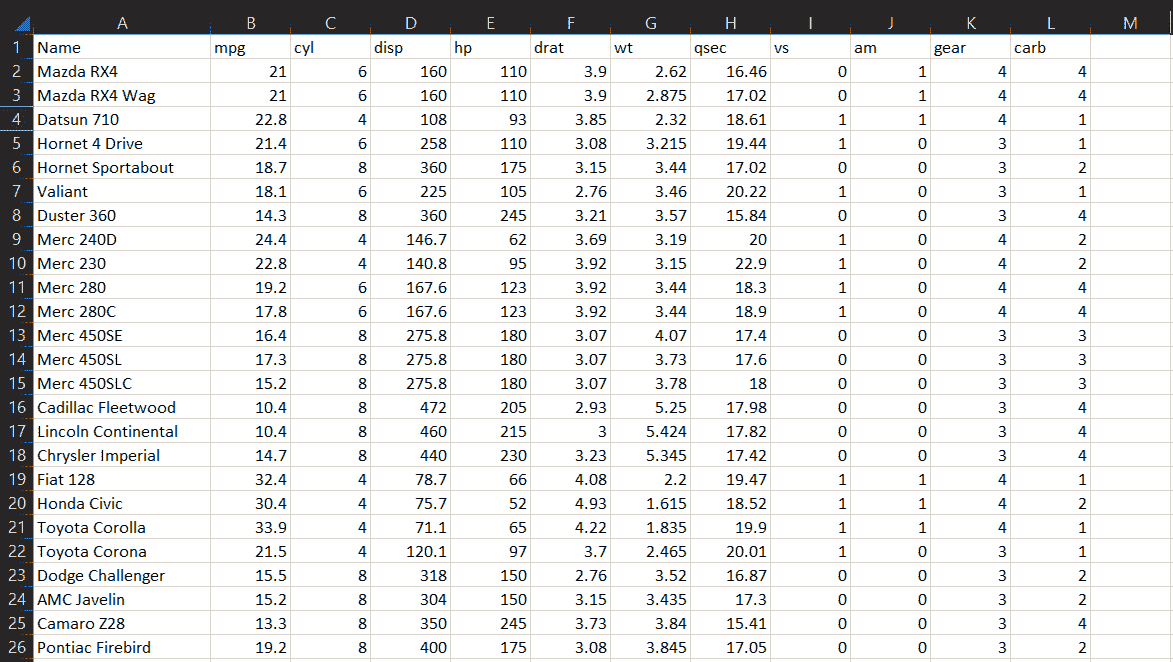 A B C D E F G H I J K L M
1 Name mpg cyl disp hp drat wt qsec vs am gear carb
2 Mazda RX4 21 6 160 110 3.9 2.62 16.46 0 1 4 4
3 Mazda RX4 Wag 21 6 160 110 3.9 2.875 17.02 0 1 4 4
4 Datsun 710 22.8 4 108 93 3.85 2.32 18.61 1 1 4 1
5 Hornet 4 Drive 21.4 6 258 110 3.08 3.215 19.44 1 0 3 1
6 Hornet Sportabout 18.7 8 360 175 3.15 3.44 17.02 0 0 3 2
7 Valiant 18.1 6 225 105 2.76 3.46 20.22 1 0 3 1
8 Duster 360 14.3 8 360 245 3.21 3.57 15.84 0 0 3 4
9 Merc 240D 24.4 4 146.7 62 3.69 3.19 20 1 0 4 2
10 Merc 230 22.8 4 140.8 95 3.92 3.15 22.9 1 0 4 2
11 Merc 280 19.2 6 167.6 123 3.92 3.44 18.3 1 0 4 4
12 Merc 280C 17.8 6 167.6 123 3.92 3.44 18.9 1 0 4 4
13 Merc 450SE 16.4 8 275.8 180 3.07 4.07 17.4 0 0 3 3
14 Merc 450SL 17.3 8 275.8 180 3.07 3.73 17.6 0 0 3 3
15 Merc 450SLC 15.2 8 275.8 180 3.07 3.78 18 0 0 3 3
16 Cadillac Fleetwood 10.4 8 472 205 2.93 5.25 17.98 0 0 3 4
17 Lincoln Continental 10.4 8 460 215 3 5.424 17.82 0 0 3 4
18 Chrysler Imperial 14.7 8 440 230 3.23 5.345 17.42 0 0 3 4
19 Fiat 128 32.4 4 78.7 66 4.08 2.2 19.47 1 1 4 1
20 Honda Civic 30.4 4 75.7 52 4.93 1.615 18.52 1 1 4 2
21 Toyota Corolla 33.9 4 71.1 65 4.22 1.835 19.9 1 1 4 1
22 Toyota Corona 21.5 4 120.1 97 3.7 2.465 20.01 1 0 3 1
23 Dodge Challenger 15.5 8 318 150 2.76 3.52 16.87 0 0 3 2
24 AMC Javelin 15.2 8 304 150 3.15 3.435 17.3 0 0 3 2
25 Camaro Z28 13.3 8 350 245 3.73 3.84 15.41 0 0 3 4
26 Pontiac Firebird 19.2 8 400 175 3.08 3.845 17.05 0 0 3 2